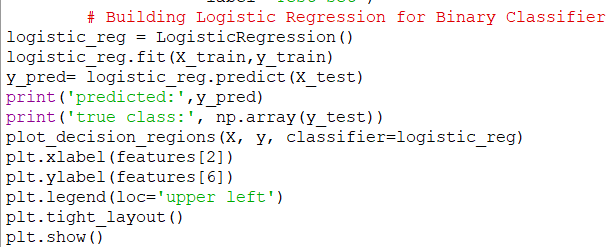 # Building Logistic Regression for Binary Classifier
logistic_reg = LogisticRegression()
logistic_reg.fit(X_train,y_train)
y_pred= logistic_reg.predict(X_test)
print('predicted:',y_pred)
print('true class:', np.array(y_test))
plot_decision_regions(X, y, classifier=logistic_reg)
plt.xlabel(features[2])
plt.ylabel(features[6])
plt.legend(loc='upper left')
plt.tight_layout()
plt.show()